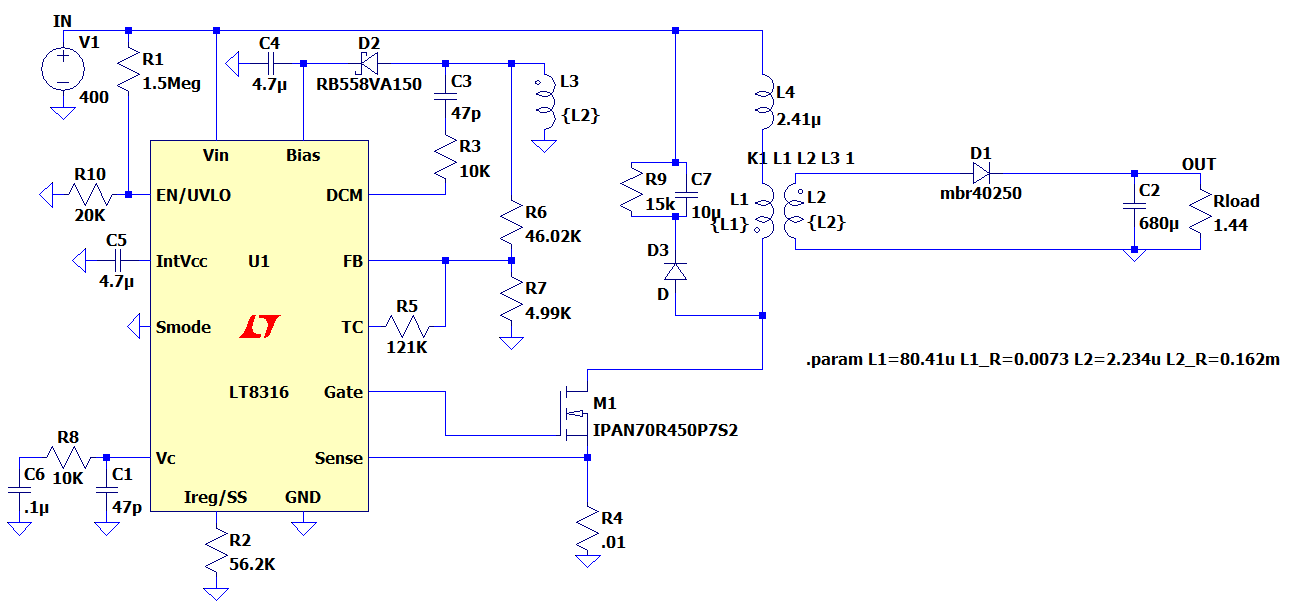 IN
V1
400
R1
1.5Meg
C4
4.7µ
D2
RB558VA150
C3
47p
R3
10K
L3
{L2}
L4
2.41µ
K1 L1 L2 L3 1
Vin
Bias
R10
20K
EN/UVLO
DCM
R6
46.02K
R9
15k
C7
10µ
L1
{L1}
L2
{L2}
D1
mbr40250
OUT
C2
680µ
Rload
1.44
C5
4.7µ
IntVcc
U1
FB
R7
4.99K
D3
D
Smode
TC
R5
121K
.param L1=80.41u L1_R=0.0073 L2=2.234u L2_R=0.162m
LT8316
Gate
M1
IPAN70R450P7S2
R8
10K
C6
.1µ
C1
47p
Vc
Sense
Ireg/SS
GND
R2
56.2K
R4
.01